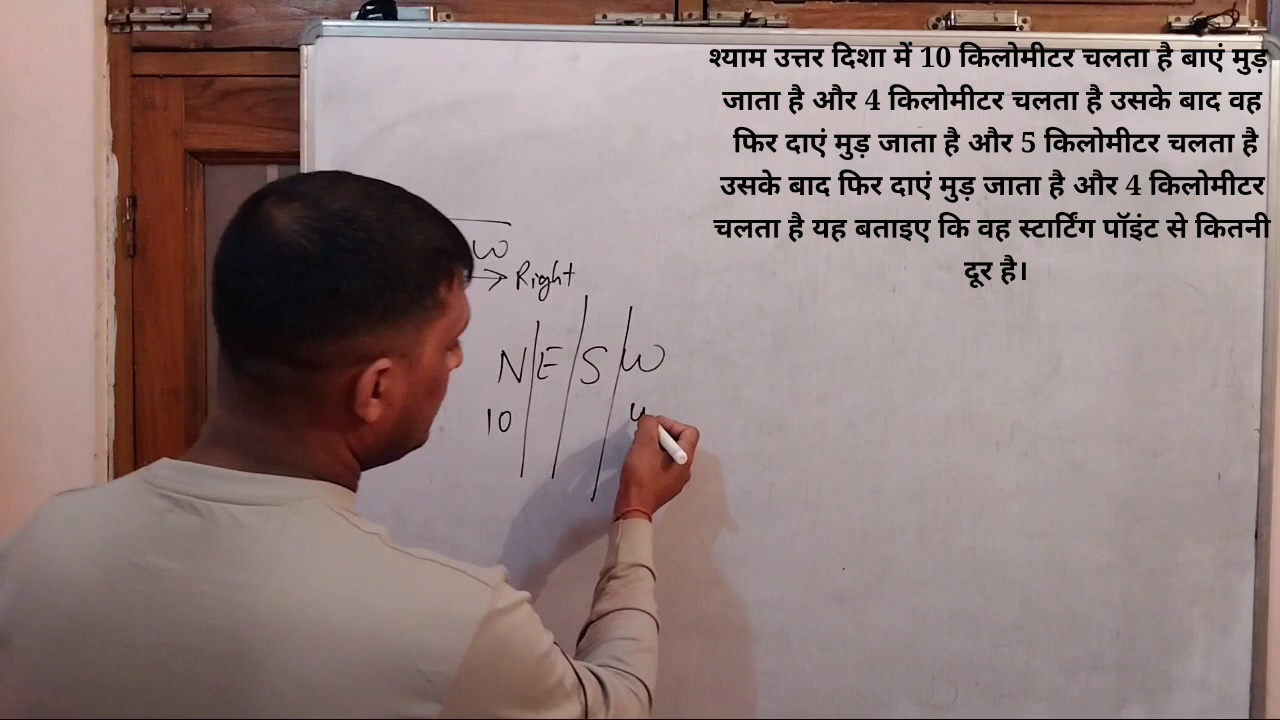 श्याम उत्तर दिशा में 10 किलोमीटर चलता है बाएं मुड़
जाता है और 4 किलोमीटर चलता है उसके बाद वह
फिर दाएं मुड़ जाता है और 5 किलोमीटर चलता है
उसके बाद फिर दाएं मुड़ जाता है और 4 किलोमीटर
चलता है यह बताइए कि वह स्टार्टिंग पॉइंट से कितनी
दूर है।
W
→ Right
N E S W
10 4